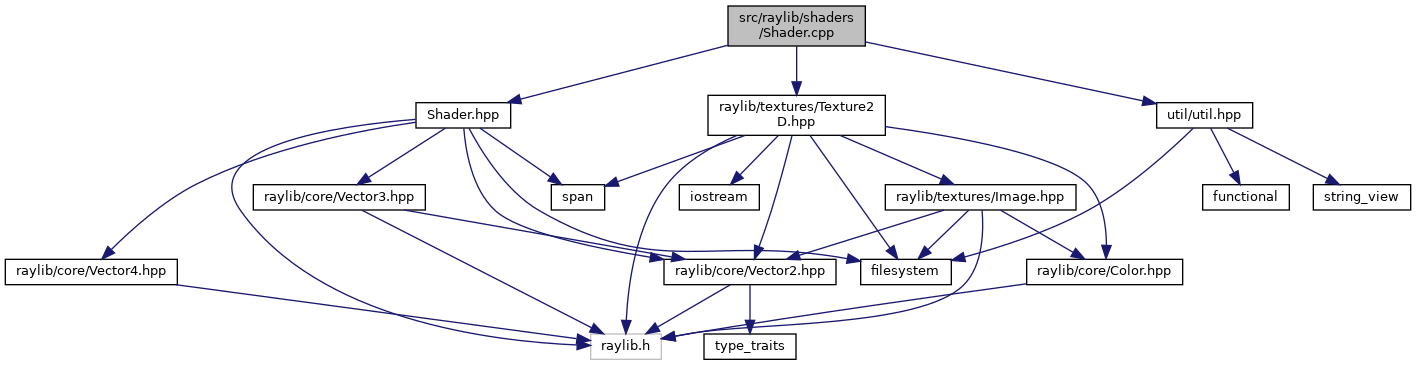 src/raylib/shaders
/Shader.cpp
Shader.hpp
raylib/textures/Texture2
D.hpp
util/util.hpp
raylib/core/Vector3.hpp
span
iostream
raylib/textures/Image.hpp
functional
string_view
raylib/core/Vector4.hpp
raylib/core/Vector2.hpp
filesystem
raylib/core/Color.hpp
raylib.h
type_traits